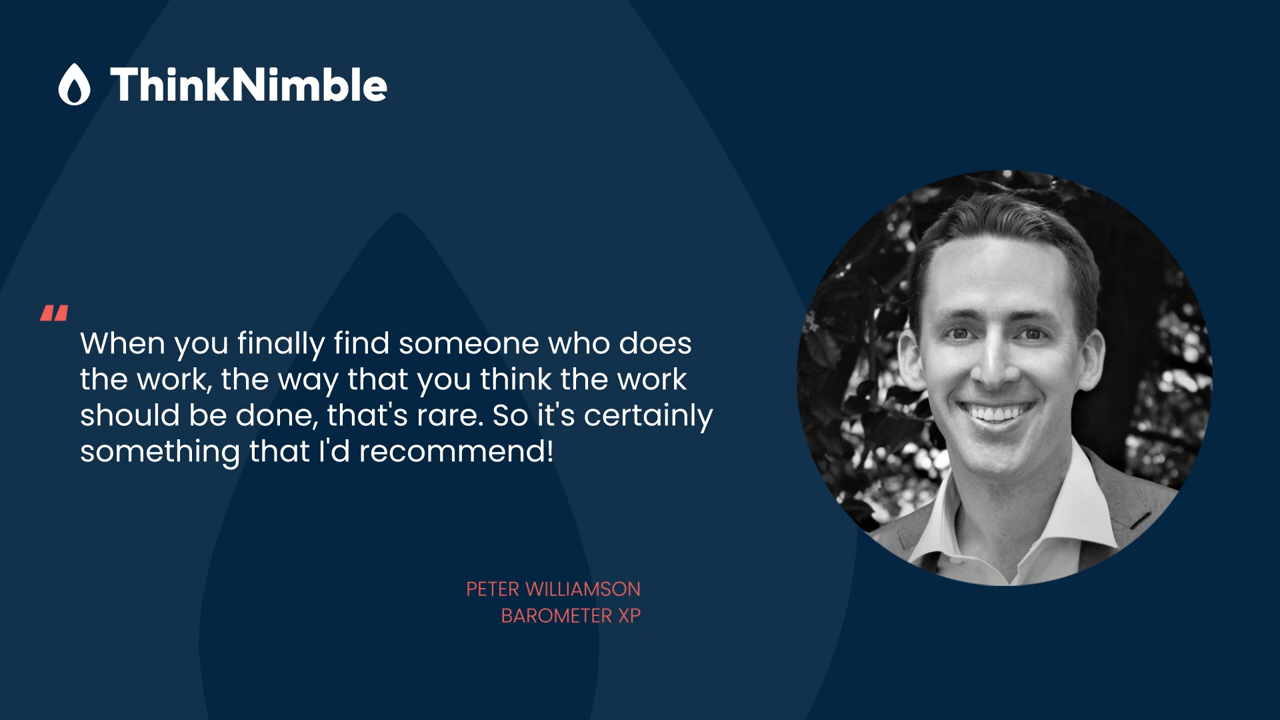 ThinkNimble
“
When you finally find someone who does
the work, the way that you think the work
should be done, that's rare. So it's certainly
something that I'd recommend!
PETER WILLIAMSON
BAROMETER XP